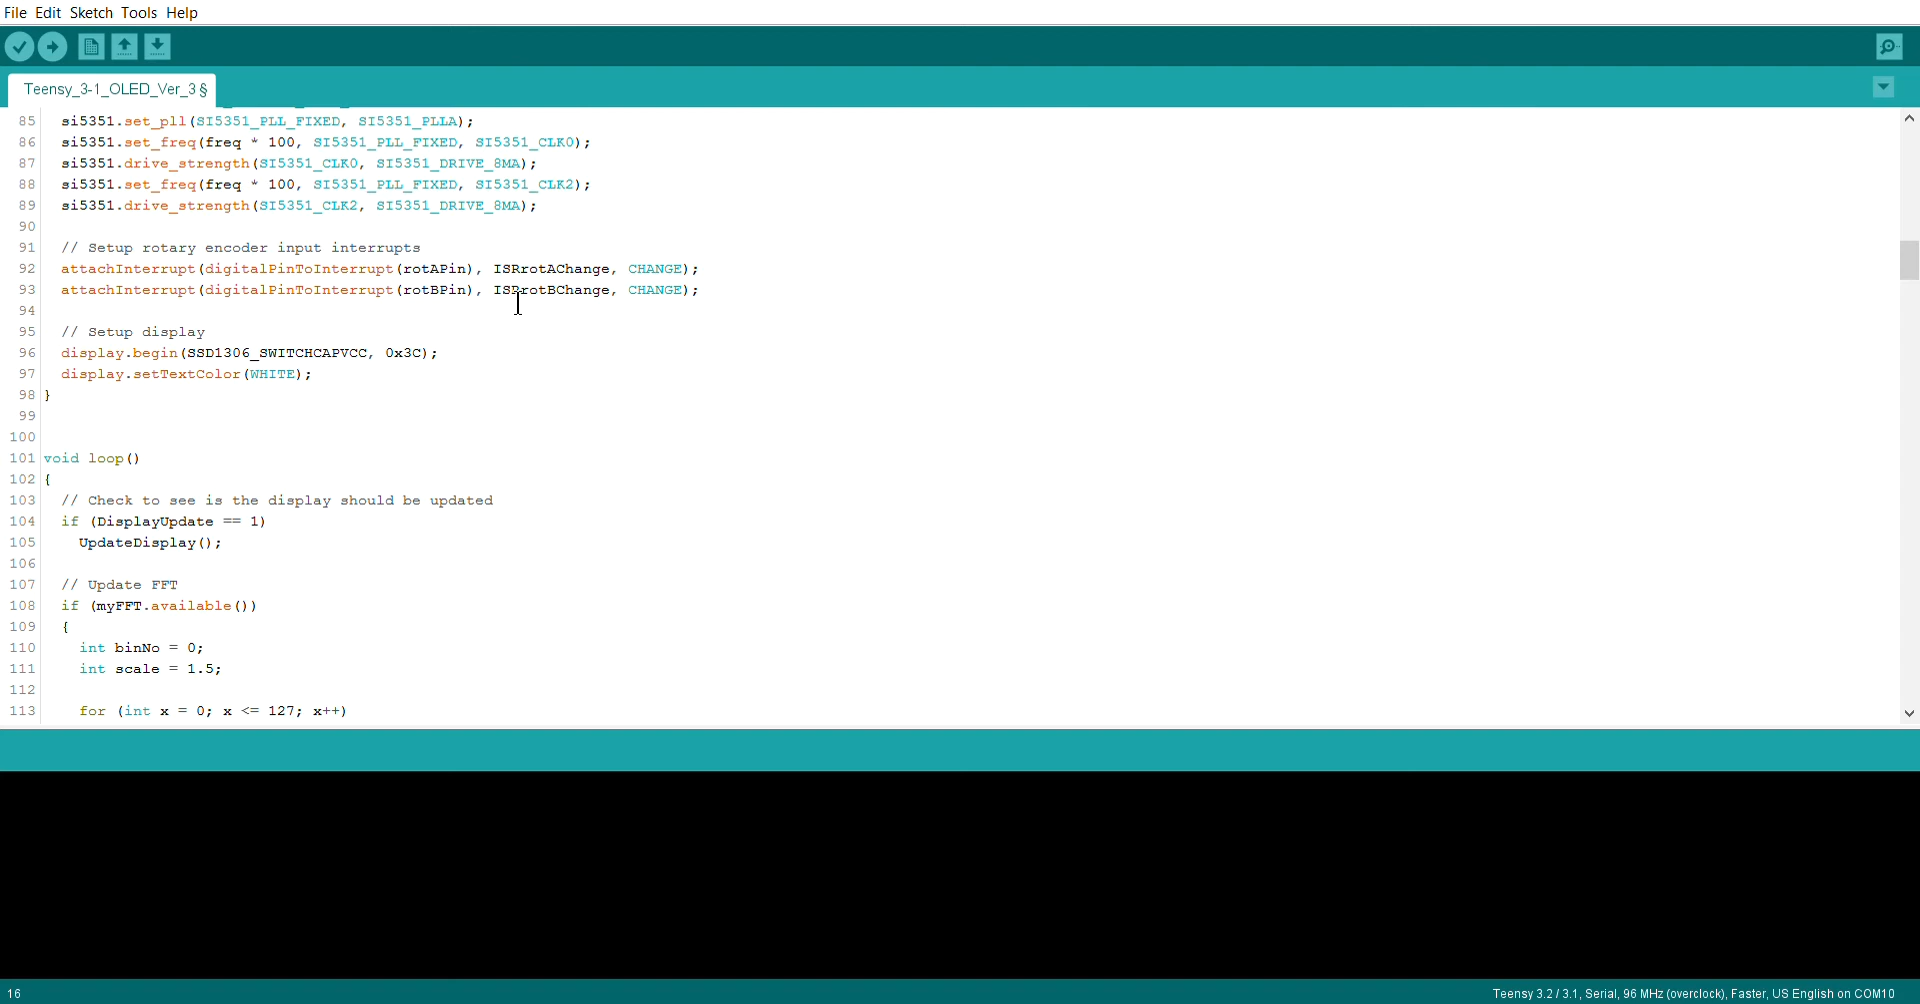 File Edit Sketch Tools Help
Teensy_3-1_OLED_Ver_3 §
85 si5351.set_pll(SI5351_PLL_FIXED, SI5351_PLLA);
86 si5351.set_freq(freq * 100, SI5351_PLL_FIXED, SI5351_CLK0);
87 si5351.drive_strength(SI5351_CLK0, SI5351_DRIVE_8MA);
88 si5351.set_freq(freq * 100, SI5351_PLL_FIXED, SI5351_CLK2);
89 si5351.drive_strength(SI5351_CLK2, SI5351_DRIVE_8MA);
90
91 // Setup rotary encoder input interrupts
92 attachInterrupt(digitalPinToInterrupt(rotAPin), ISRrotAChange, CHANGE);
93 attachInterrupt(digitalPinToInterrupt(rotBPin), ISRrotBChange, CHANGE);
94
95 // Setup display
96 display.begin(SSD1306_SWITCHCAPVCC, 0x3C);
97 display.setTextColor(WHITE);
98 }
99
100
101 void loop()
102 {
103 // Check to see is the display should be updated
104 if (DisplayUpdate == 1)
105 UpdateDisplay();
106
107 // Update FFT
108 if (myFFT.available())
109 {
110 int binNo = 0;
111 int scale = 1.5;
112
113 for (int x = 0; x <= 127; x++)
16 Teensy 3.2 / 3.1, Serial, 96 MHz (overclock), Faster, US English on COM10